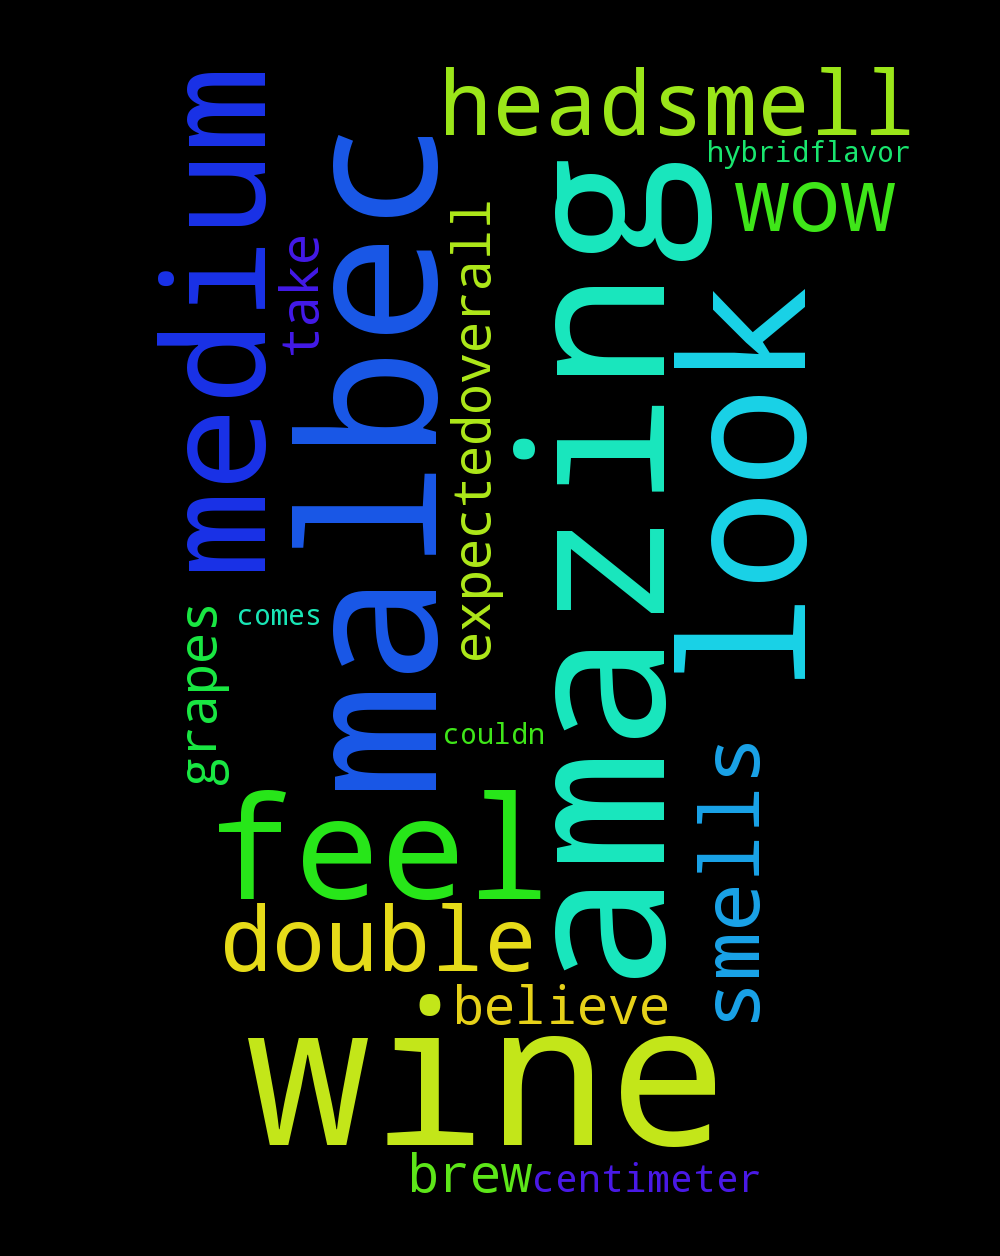 headsmell
hybridflavor
wow
medium
take
malbec
expectedoverall
amazing
look
grapes
comes
couldn
smells
feel
double
believe
wine
brew
centimeter